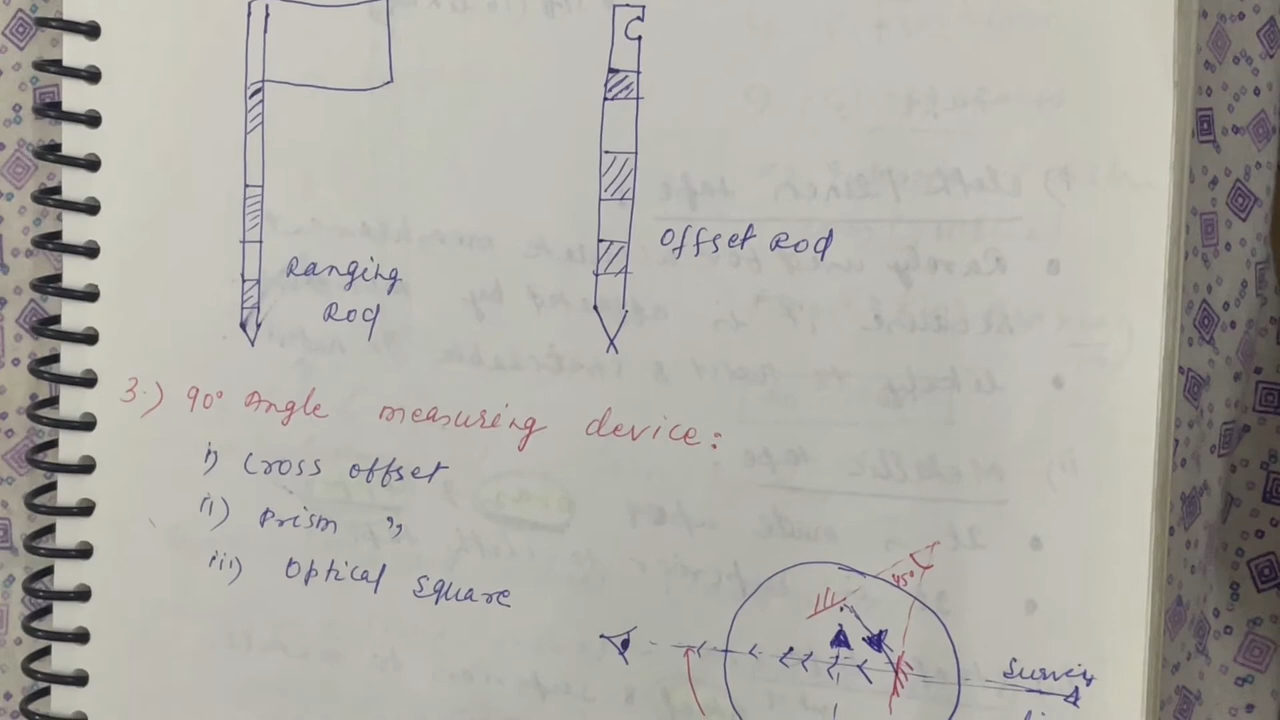 Ranging
Rod
Offset Rod
3.) 90° Angle measuring device:
i) Cross offset
ii) Prism ,,
iii) Optical Square
45°
Survey